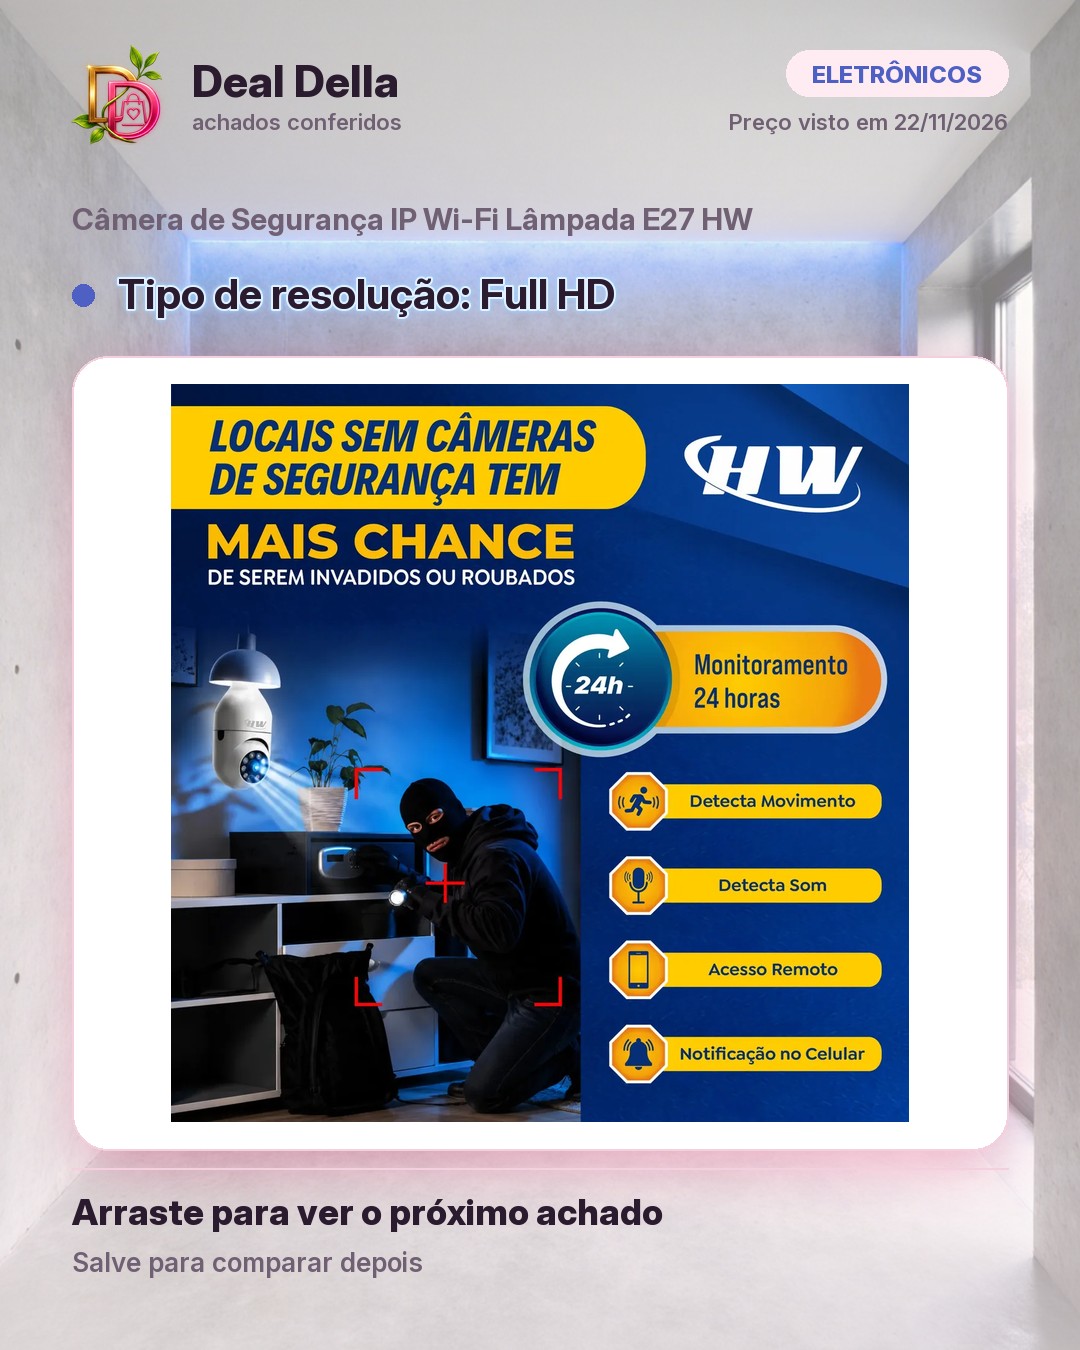 Deal Della
achados conferidos
ELETRÔNICOS
Preço visto em 22/11/2026
Câmera de Segurança IP Wi-Fi Lâmpada E27 HW
Tipo de resolução: Full HD
LOCAIS SEM CÂMERAS
DE SEGURANÇA TEM
MAIS CHANCE
DE SEREM INVADIDOS OU ROUBADOS
HW
24h
Monitoramento
24 horas
HW
Detecta Movimento
Detecta Som
Acesso Remoto
Notificação no Celular
Arraste para ver o próximo achado
Salve para comparar depois